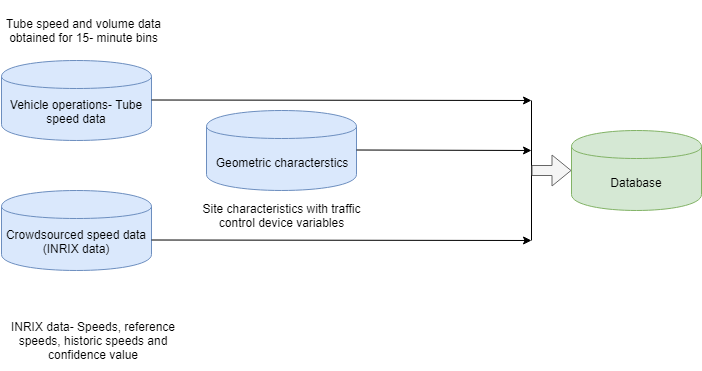 Tube speed and volume data
obtained for 15- minute bins
Vehicle operations- Tube
speed data
Geometric characterstics
Database
Site characteristics with traffic
control device variables
Crowdsourced speed data
(INRIX data)
INRIX data- Speeds, reference
speeds, historic speeds and
confidence value